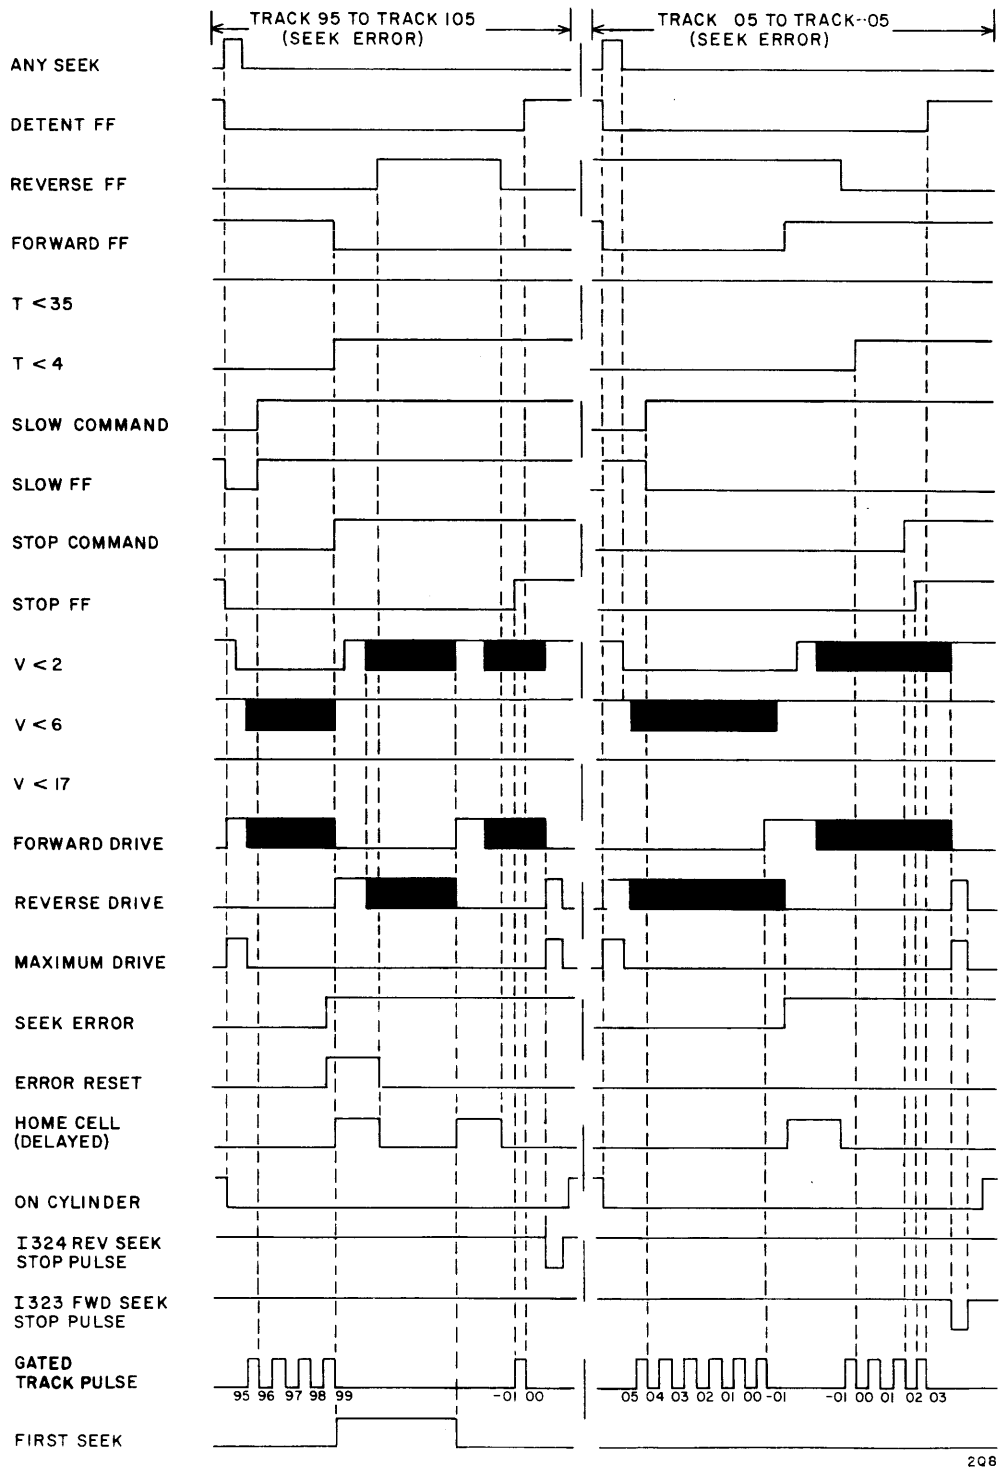 TRACK 95 TO TRACK 105
(SEEK ERROR)
TRACK 05 TO TRACK--05
(SEEK ERROR)
ANY SEEK
DETENT FF
REVERSE FF
FORWARD FF
T < 35
T < 4
SLOW COMMAND
SLOW FF
STOP COMMAND
STOP FF
V < 2
V < 6
V < 17
FORWARD DRIVE
REVERSE DRIVE
MAXIMUM DRIVE
SEEK ERROR
ERROR RESET
HOME CELL
(DELAYED)
ON CYLINDER
I324 REV SEEK
STOP PULSE
I323 FWD SEEK
STOP PULSE
GATED
TRACK PULSE
95 96 97 98 99 -01 00 05 04 03 02 01 00 -01 -01 00 01 02 03
FIRST SEEK
2Q8